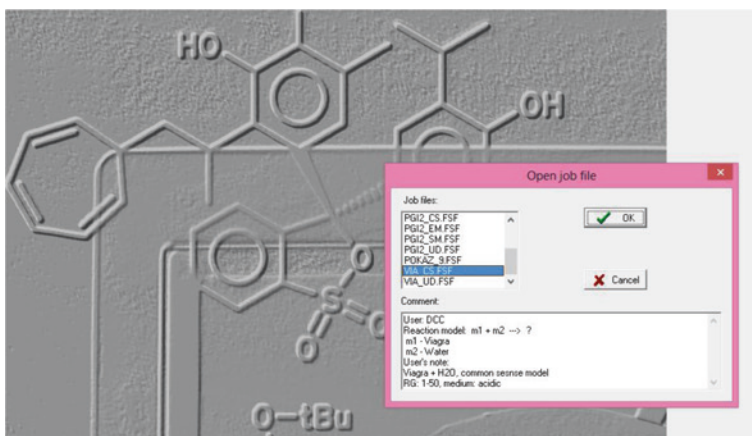 HO
OH
Open job file
Job files:
PGI2_CS.FSF
PGI2_EM.FSF
PGI2_SM.FSF
PGI2_UD.FSF
POKAZ_9.FSF
VIA_CS.FSF
VIA_UD.FSF
OK
Cancel
Comment:
User: DCC
Reaction model: m1 + m2 --> ?
m1 - Viagra
m2 - Water
User's note:
Viagra + H2O, common sesnse model
RG: 1-50, medium: acidic
O
O
S
O
O-tBu